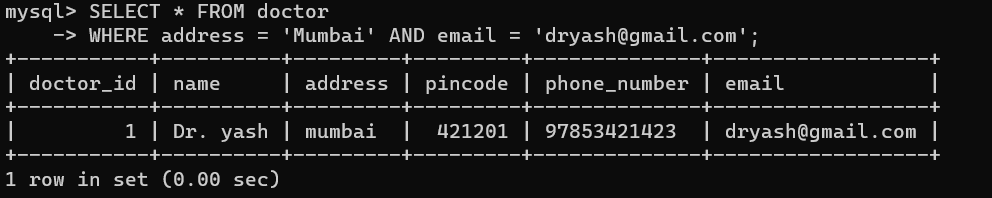 mysql> SELECT * FROM doctor
    -> WHERE address = 'Mumbai' AND email = 'dryash@gmail.com';
+-----------+----------+---------+---------+--------------+------------------+
| doctor_id | name     | address | pincode | phone_number | email            |
+-----------+----------+---------+---------+--------------+------------------+
|         1 | Dr. yash | mumbai  |  421201 | 97853421423  | dryash@gmail.com |
+-----------+----------+---------+---------+--------------+------------------+
1 row in set (0.00 sec)